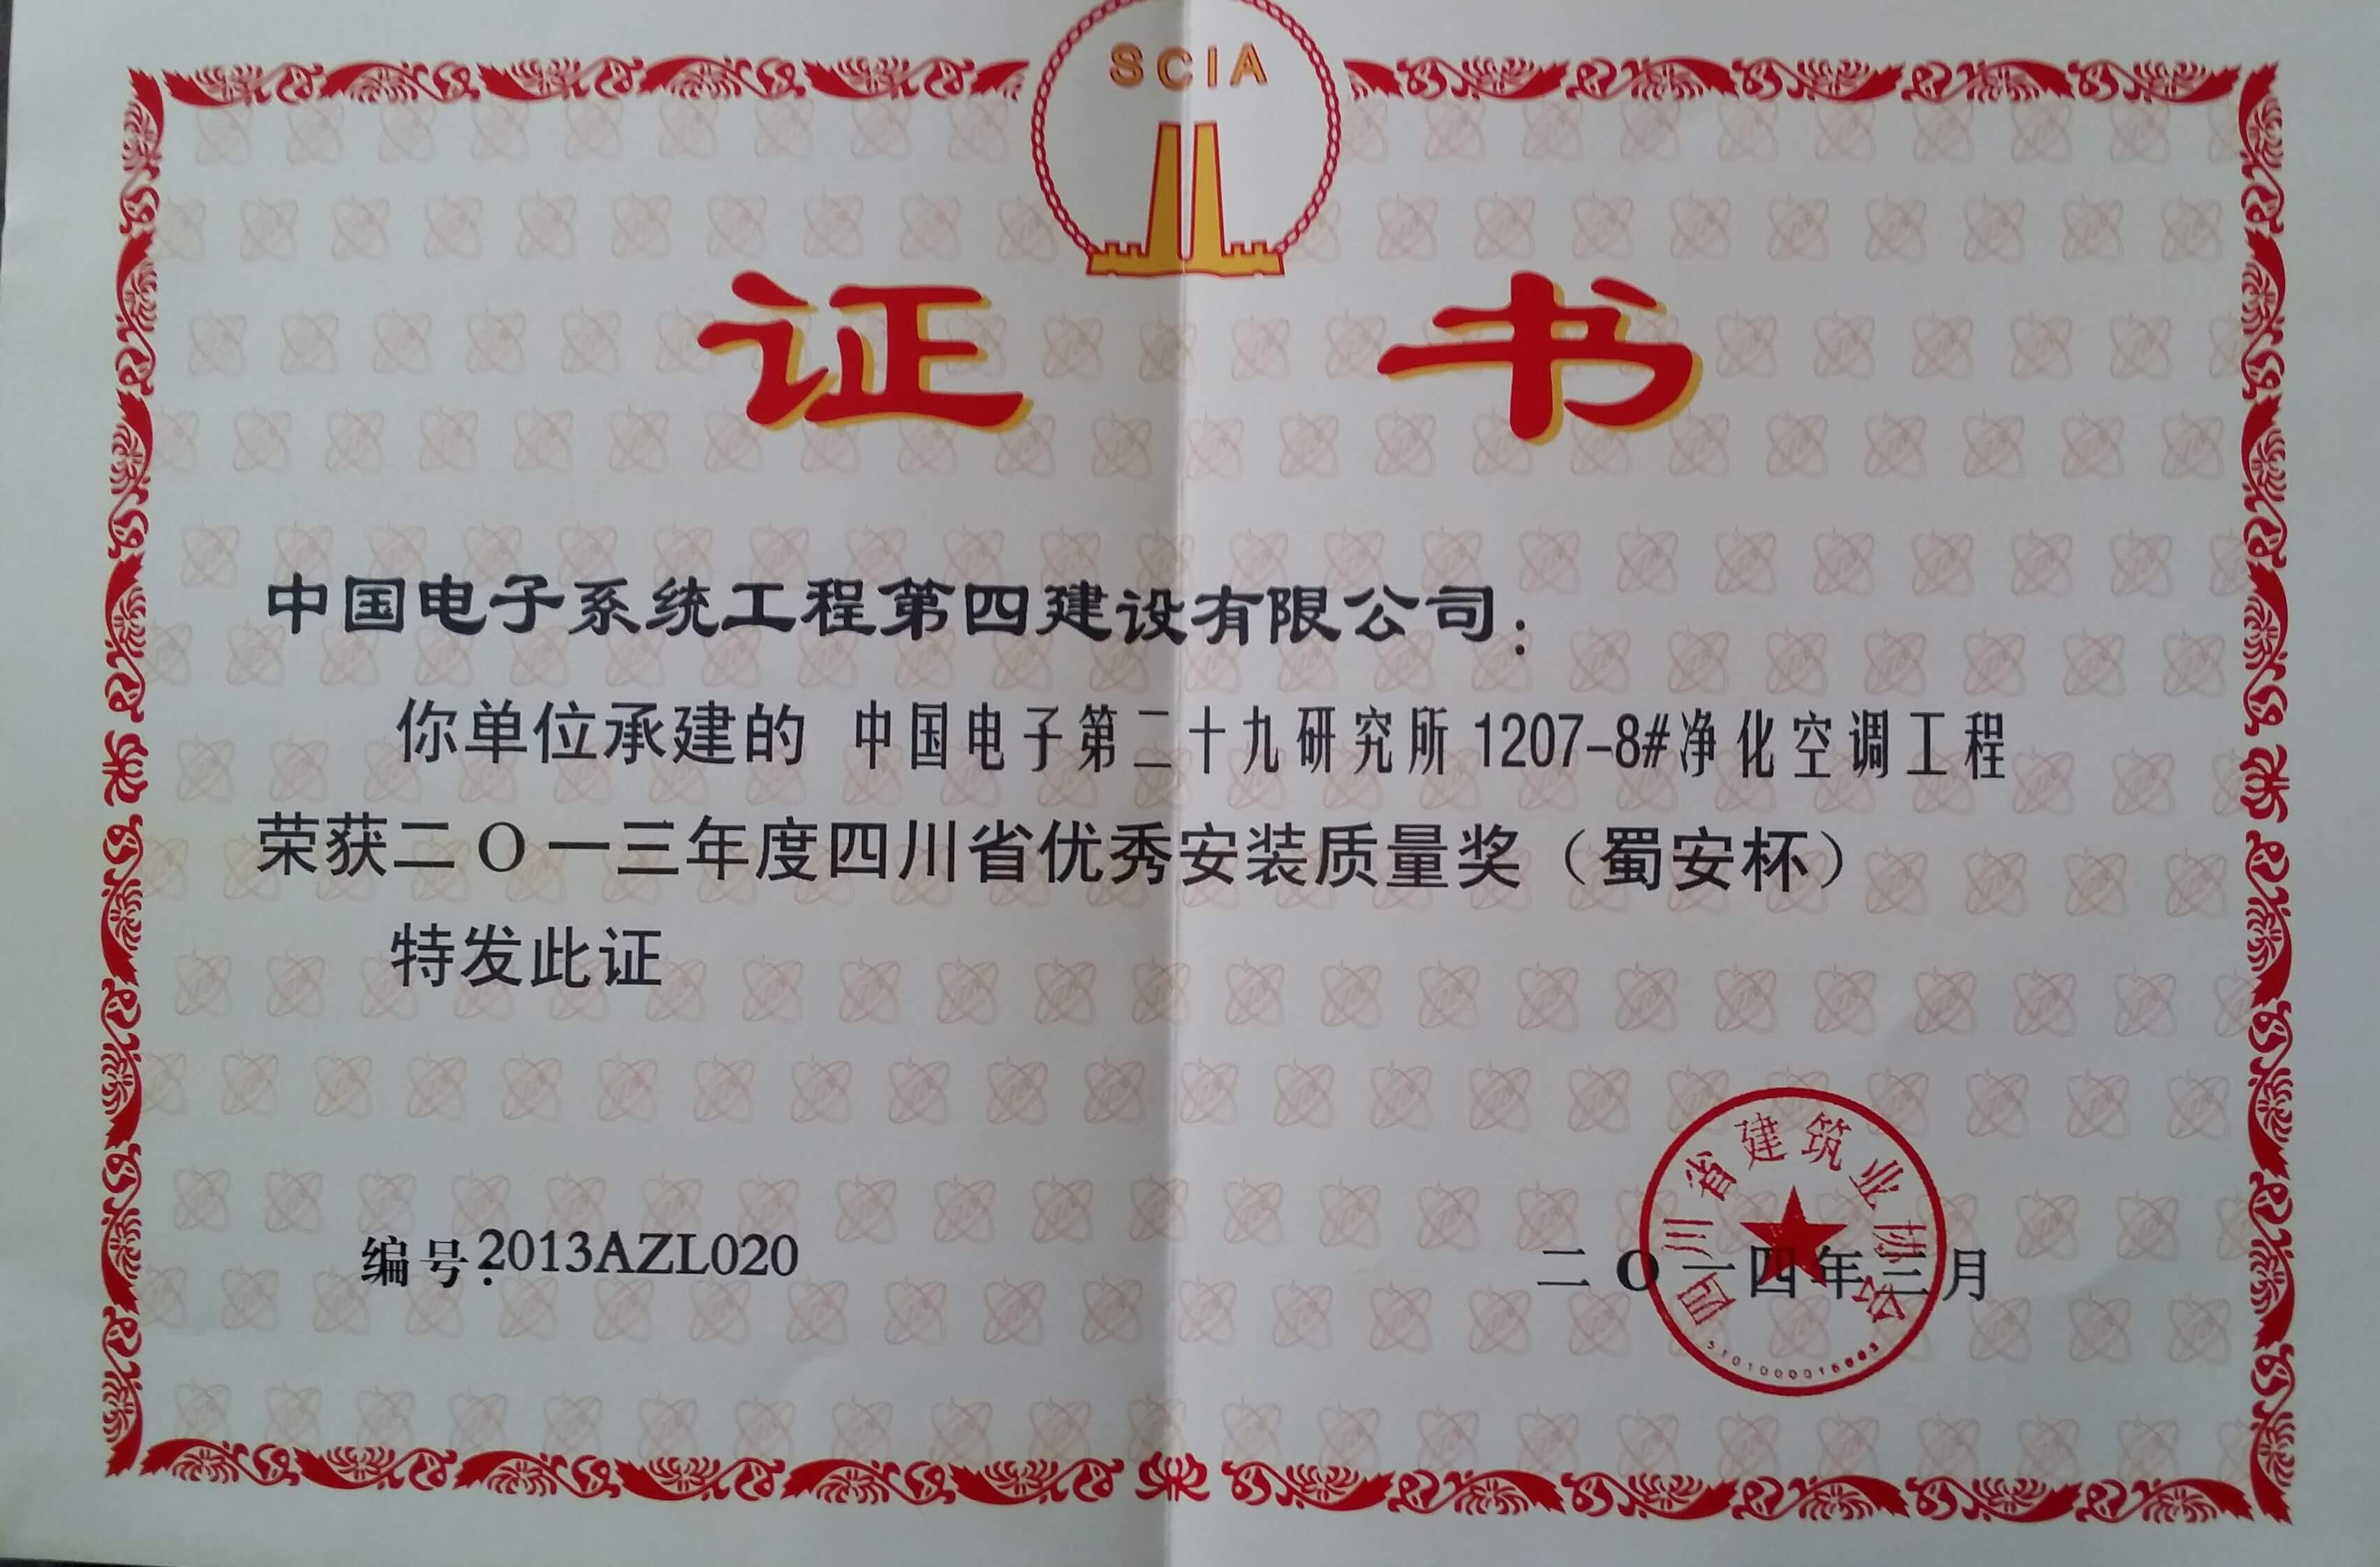 SCIA
证 书
中国电子系统工程第四建设有限公司：
你单位承建的 中国电子第二十九研究所1207-8#净化空调工程
荣获二〇一三年度四川省优秀安装质量奖（蜀安杯）
特发此证
编号：2013AZL020
二〇一四年三月
四川省建筑业协会